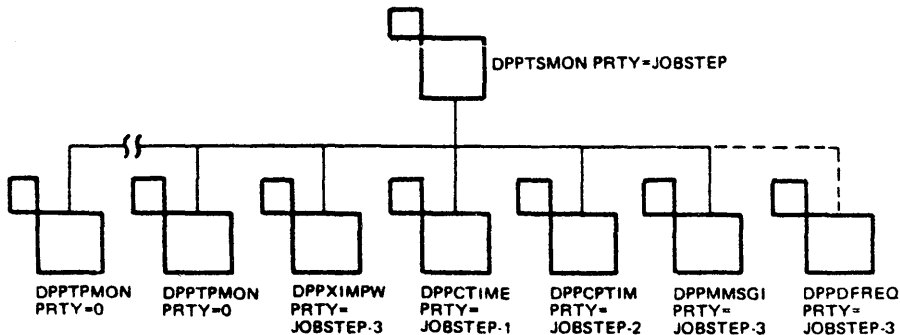 DPPTSMON PRTY=JOBSTEP
DPPTPMON
PRTY=0
DPPTPMON
PRTY=0
DPPXIMPW
PRTY=
JOBSTEP-3
DPPCTIME
PRTY=
JOBSTEP-1
DPPCPTIM
PRTY=
JOBSTEP-2
DPPMMSGI
PRTY=
JOBSTEP-3
DPPDFREQ
PRTY=
JOBSTEP-3